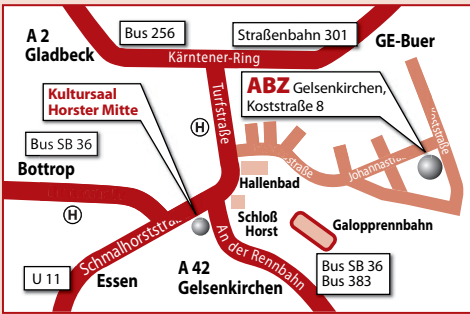 A 2
Gladbeck
Bus 256
Straßenbahn 301
GE-Buer
Kärntener-Ring
Kultursaal
Horster Mitte
Turfstraße
ABZ Gelsenkirchen,
Koststraße 8
H
Bus SB 36
Bottrop
Johannastraße
Hallenbad
H
Schmalhorststraße
Schloß
Horst
Galopprennbahn
An der Rennbahn
U 11
Essen
A 42
Gelsenkirchen
Bus SB 36
Bus 383